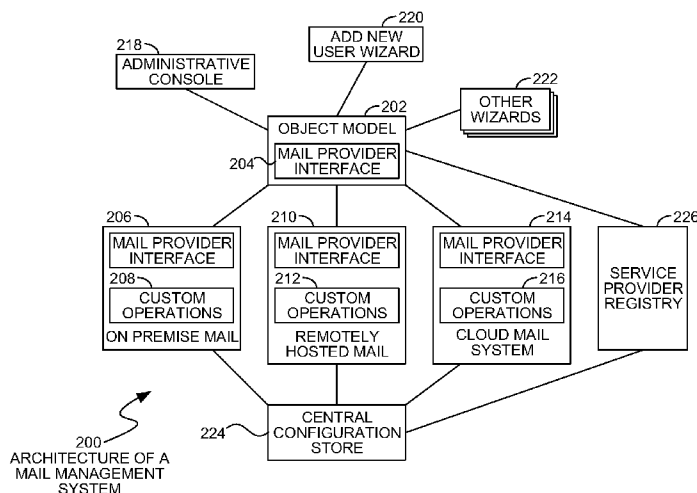 220
ADD NEW
USER WIZARD
218
ADMINISTRATIVE
CONSOLE
222
OTHER
WIZARDS
202
OBJECT MODEL
204
MAIL PROVIDER
INTERFACE
206
MAIL PROVIDER
INTERFACE
208
CUSTOM
OPERATIONS
ON PREMISE MAIL
210
MAIL PROVIDER
INTERFACE
212
CUSTOM
OPERATIONS
REMOTELY
HOSTED MAIL
214
MAIL PROVIDER
INTERFACE
216
CUSTOM
OPERATIONS
CLOUD MAIL
SYSTEM
226
SERVICE
PROVIDER
REGISTRY
224
CENTRAL
CONFIGURATION
STORE
200
ARCHITECTURE OF A
MAIL MANAGEMENT
SYSTEM